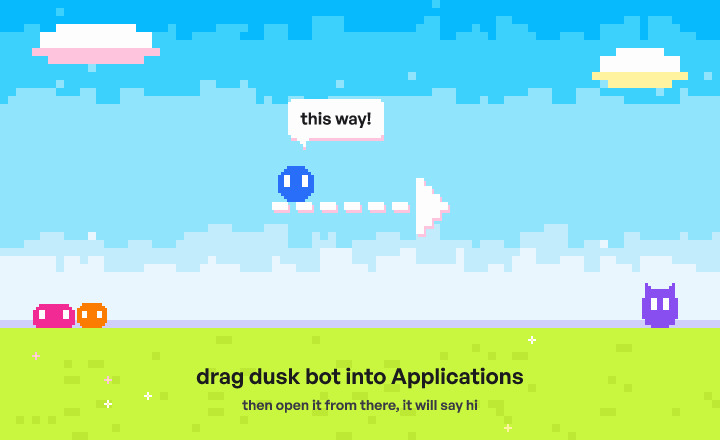 this way!
drag dusk bot into Applications
then open it from there, it will say hi